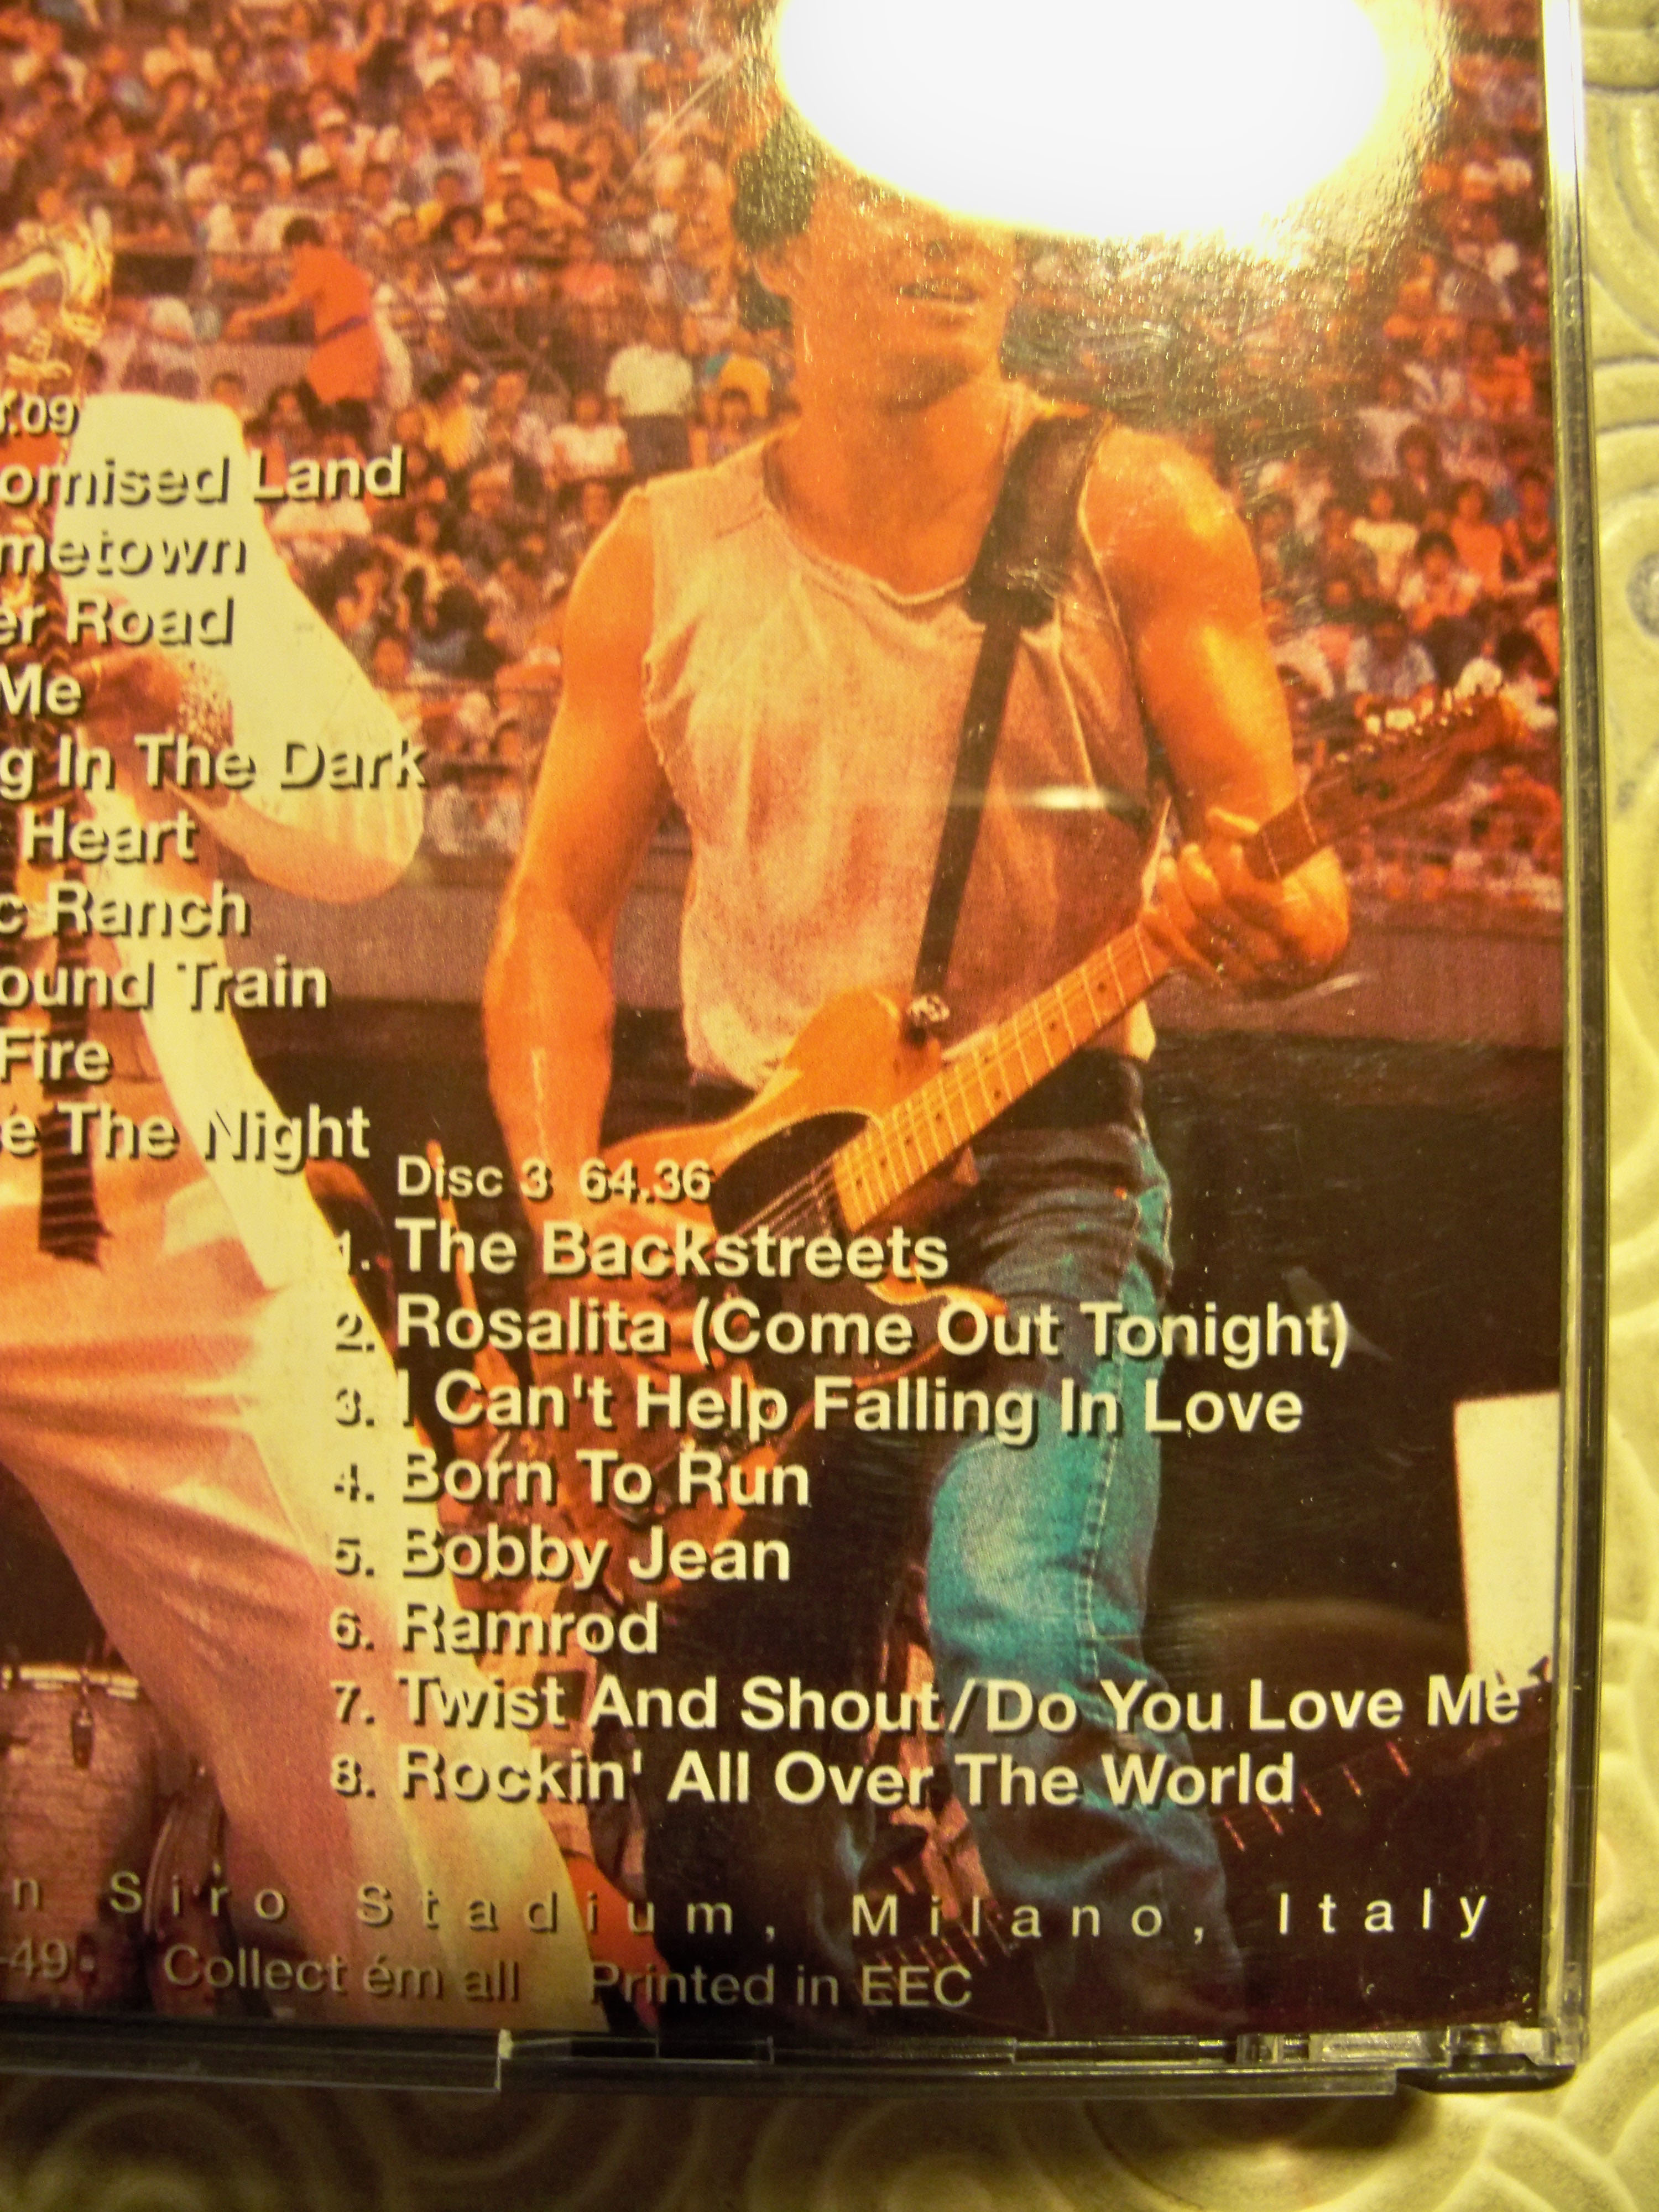 .09
omised Land
metown
er Road
Me
g In The Dark
Heart
c Ranch
ound Train
Fire
e The Night
Disc 3 64.36
1. The Backstreets
2. Rosalita (Come Out Tonight)
3. I Can't Help Falling In Love
4. Born To Run
5. Bobby Jean
6. Ramrod
7. Twist And Shout/Do You Love Me
8. Rockin' All Over The World
n Siro Stadium, Milano, Italy
-49 · Collect ém all Printed in EEC